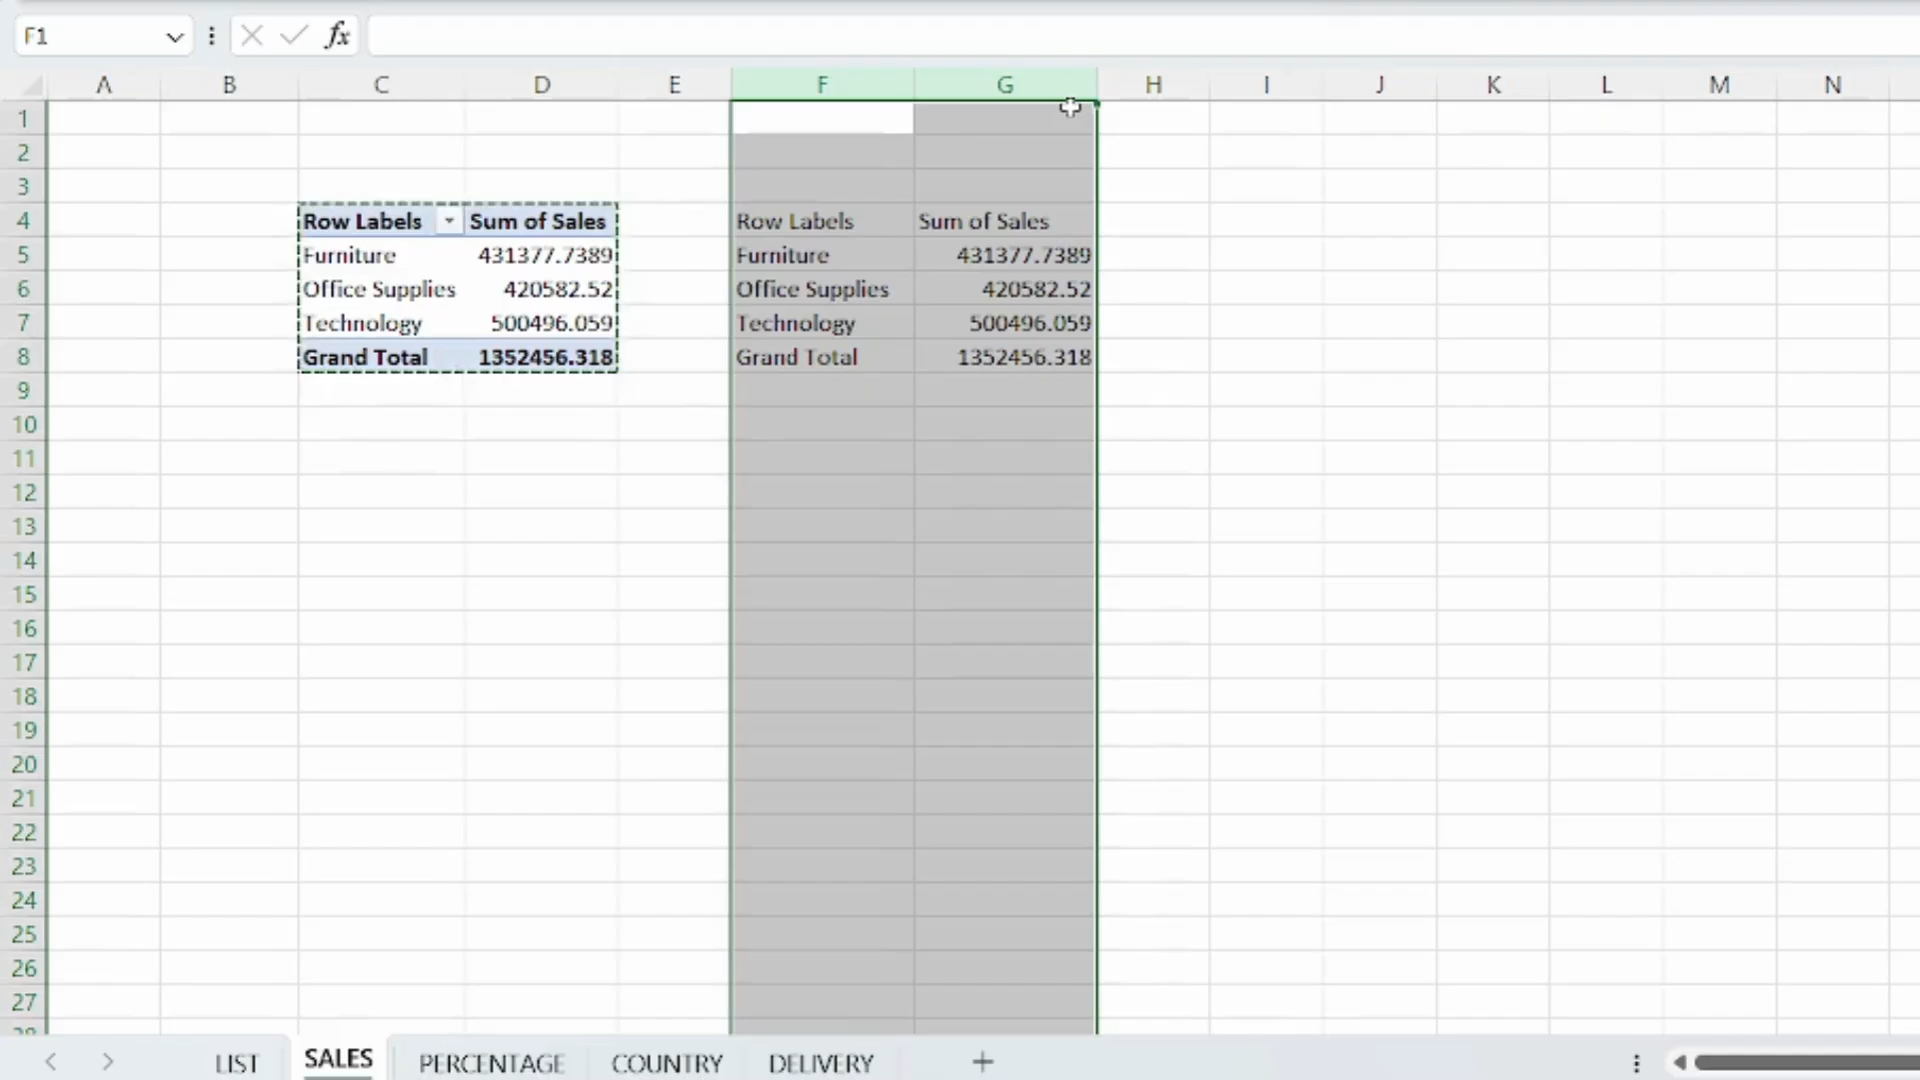 F1 fx
A B C D E F G H I J K L M N
1
2
3
4 Row Labels Sum of Sales Row Labels Sum of Sales
5 Furniture 431377.7389 Furniture 431377.7389
6 Office Supplies 420582.52 Office Supplies 420582.52
7 Technology 500496.059 Technology 500496.059
8 Grand Total 1352456.318 Grand Total 1352456.318
9
10
11
12
13
14
15
16
17
18
19
20
21
22
23
24
25
26
27
28
LIST SALES PERCENTAGE COUNTRY DELIVERY